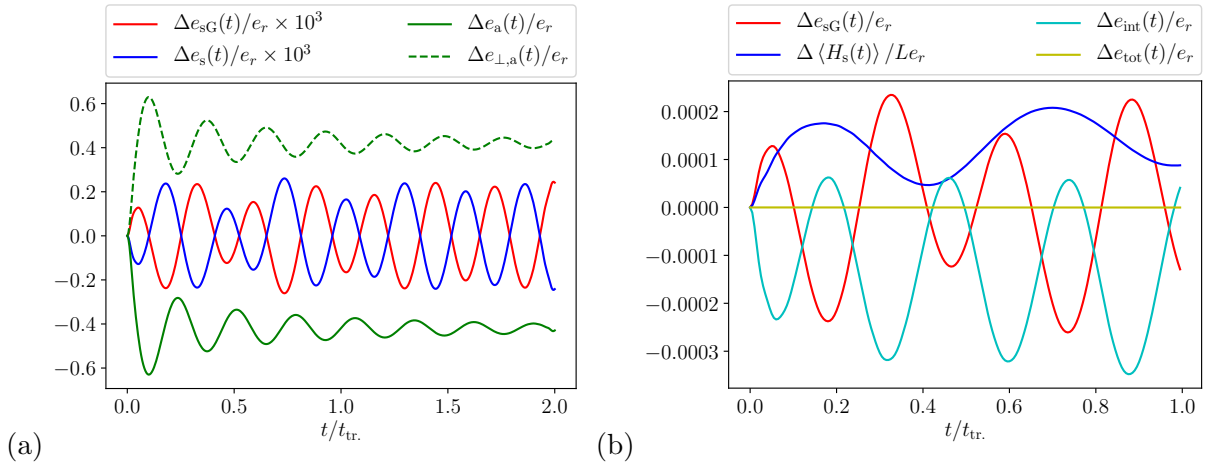 Δe_sG(t)/e_r × 10^3 Δe_a(t)/e_r
Δe_s(t)/e_r × 10^3 Δe_⊥,a(t)/e_r
0.6
0.4
0.2
0.0
−0.2
−0.4
−0.6
0.0 0.5 1.0 1.5 2.0
t/t_tr.
(a)
Δe_sG(t)/e_r Δe_int(t)/e_r
Δ⟨H_s(t)⟩/Le_r Δe_tot(t)/e_r
0.0002
0.0001
0.0000
−0.0001
−0.0002
−0.0003
0.0 0.2 0.4 0.6 0.8 1.0
t/t_tr.
(b)